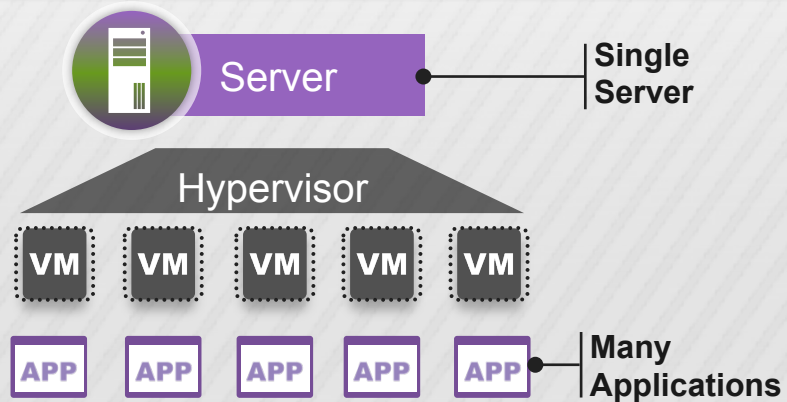 Server
Single
Server
Hypervisor
VM VM VM VM VM
APP APP APP APP APP
Many
Applications